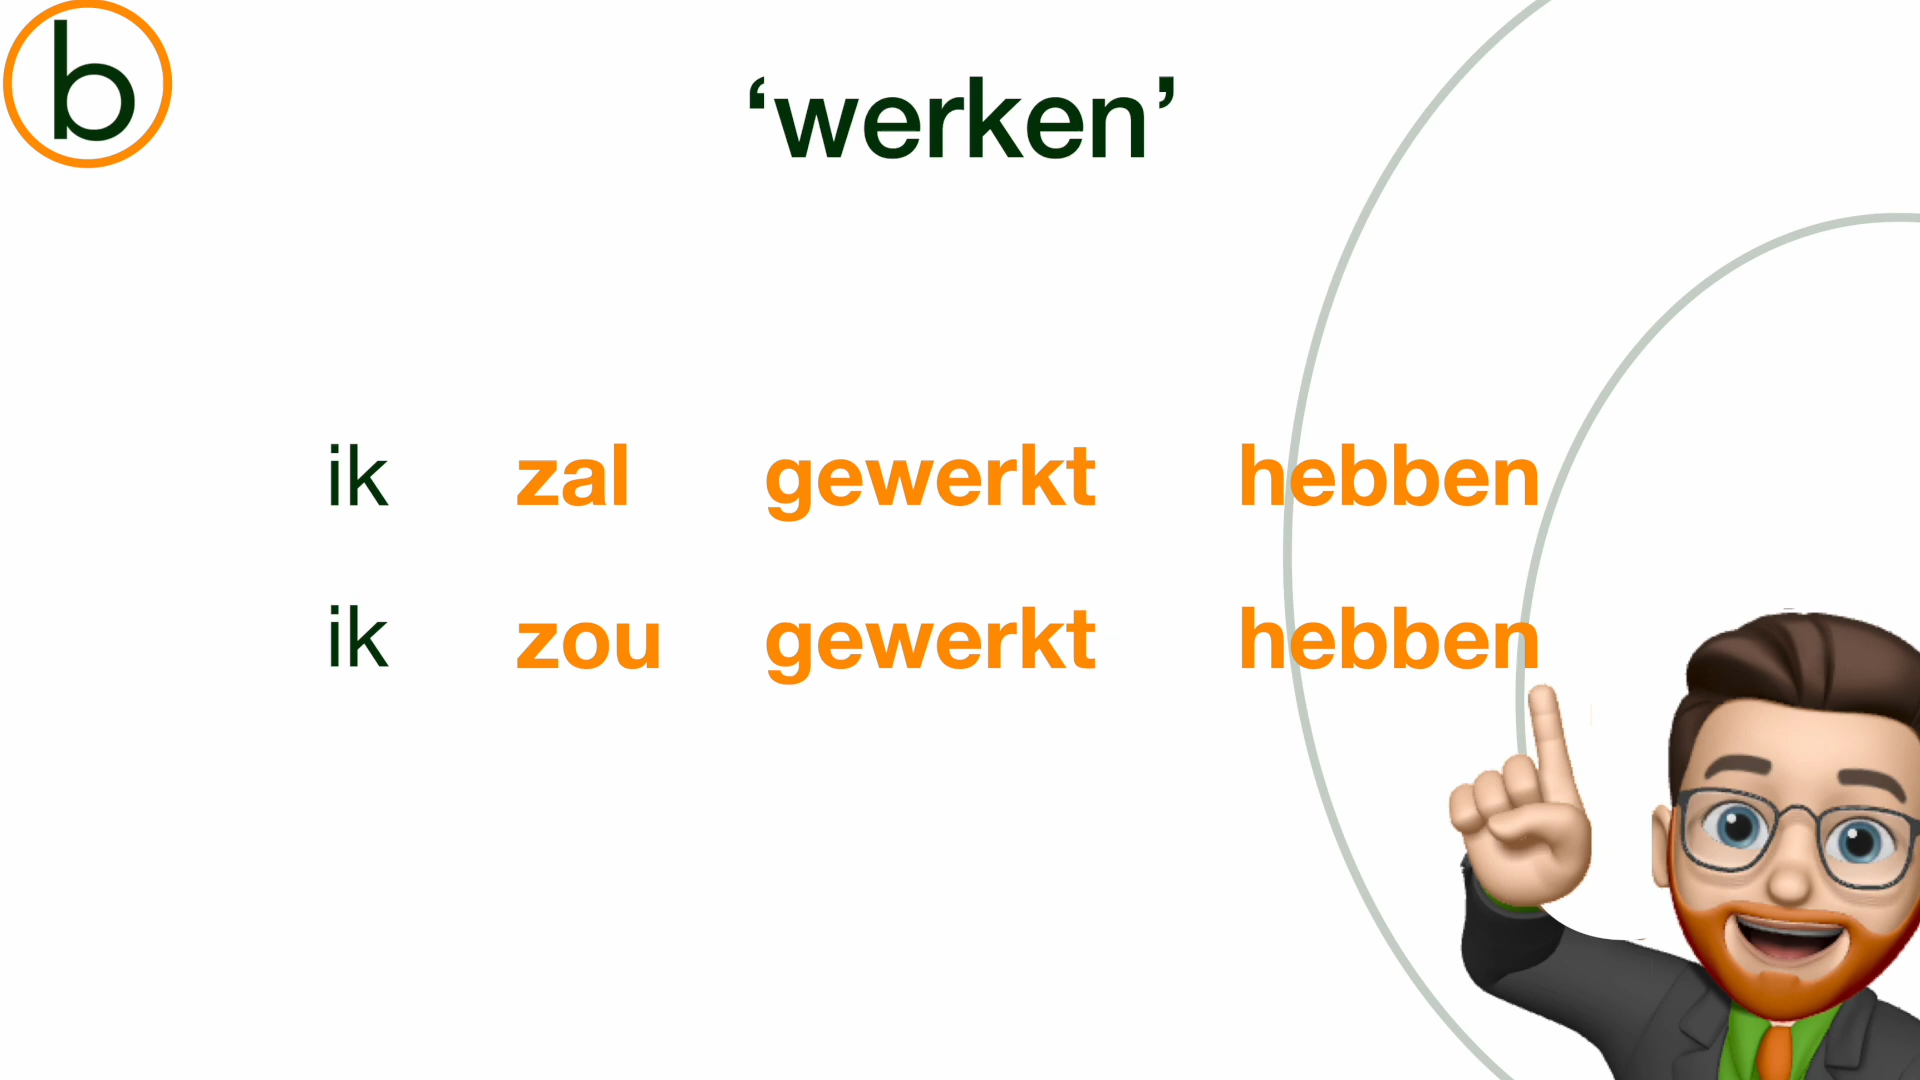 b
‘werken’
ik zal gewerkt hebben
ik zou gewerkt hebben